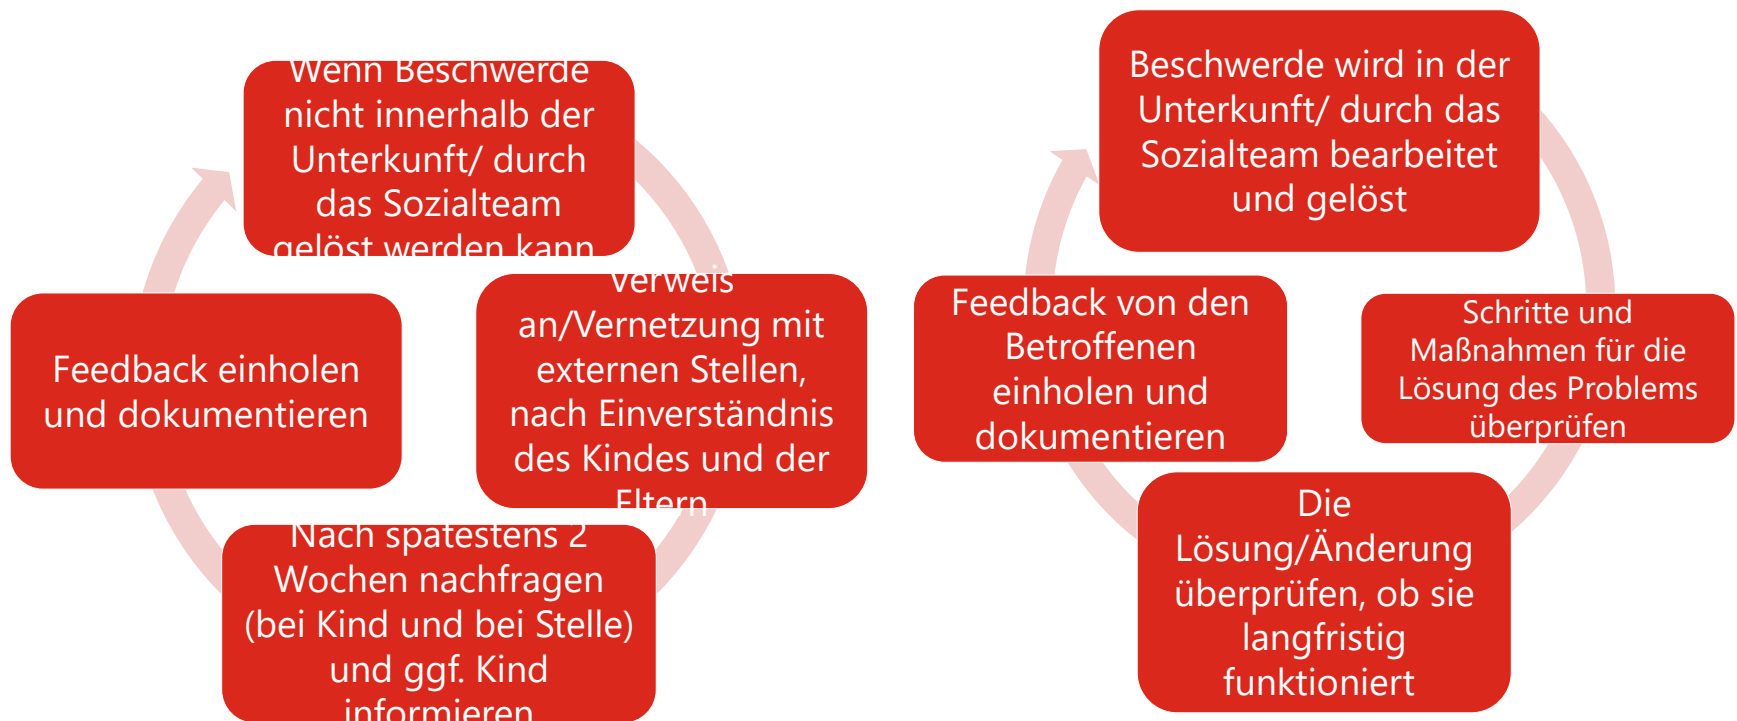 Wenn Beschwerde
nicht innerhalb der
Unterkunft/ durch
das Sozialteam
gelöst werden kann
Verweis
an/Vernetzung mit
externen Stellen,
nach Einverständnis
des Kindes und der
Eltern
Nach spätestens 2
Wochen nachfragen
(bei Kind und bei Stelle)
und ggf. Kind
informieren
Feedback einholen
und dokumentieren
Beschwerde wird in der
Unterkunft/ durch das
Sozialteam bearbeitet
und gelöst
Schritte und
Maßnahmen für die
Lösung des Problems
überprüfen
Die
Lösung/Änderung
überprüfen, ob sie
langfristig
funktioniert
Feedback von den
Betroffenen
einholen und
dokumentieren